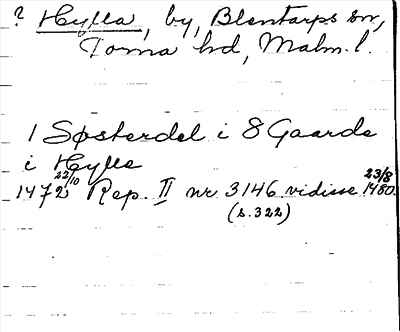 ? Hylla, by, Blentarps sn,
Torna hd, Malm. l.
1 Søsterdel i 8 Gaarde
i Hylle
1472 22/10 Rep. II nr 3146 vidisse 23/8 1480.
(s. 322)